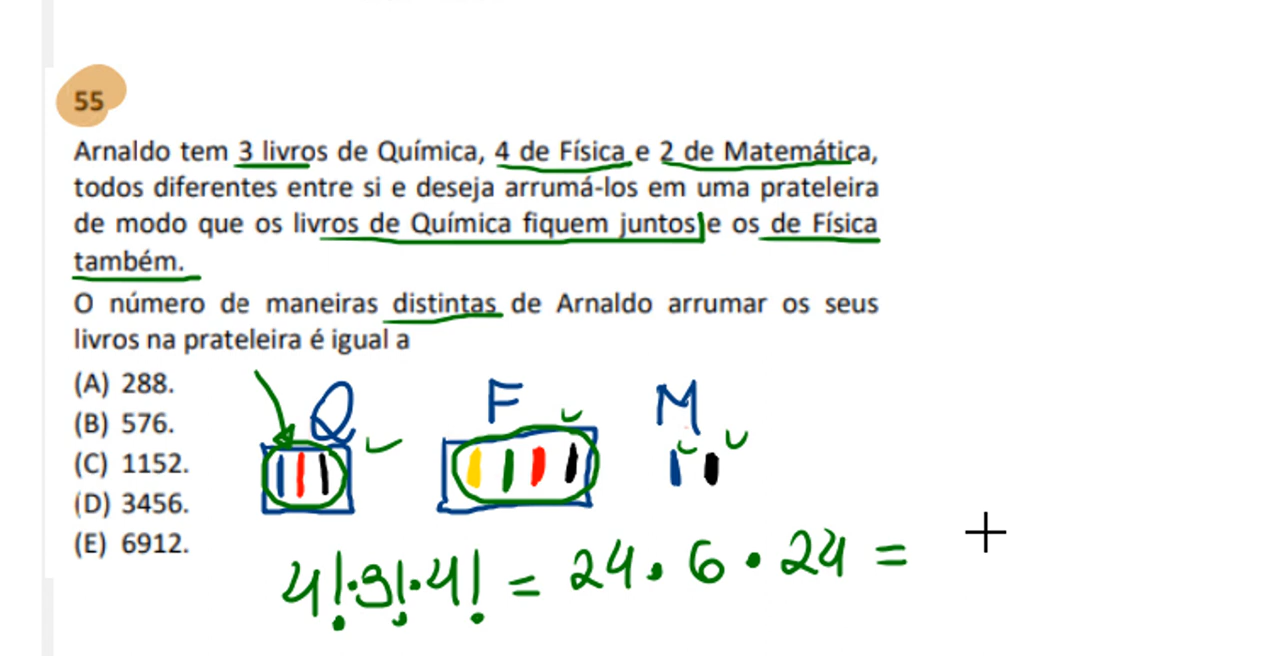 55
Arnaldo tem 3 livros de Química, 4 de Física e 2 de Matemática,
todos diferentes entre si e deseja arrumá-los em uma prateleira
de modo que os livros de Química fiquem juntos e os de Física
também.
O número de maneiras distintas de Arnaldo arrumar os seus
livros na prateleira é igual a
(A) 288.
(B) 576.
(C) 1152.
(D) 3456.
(E) 6912.
Q F M
4!·3!·4! = 24·6·24 =